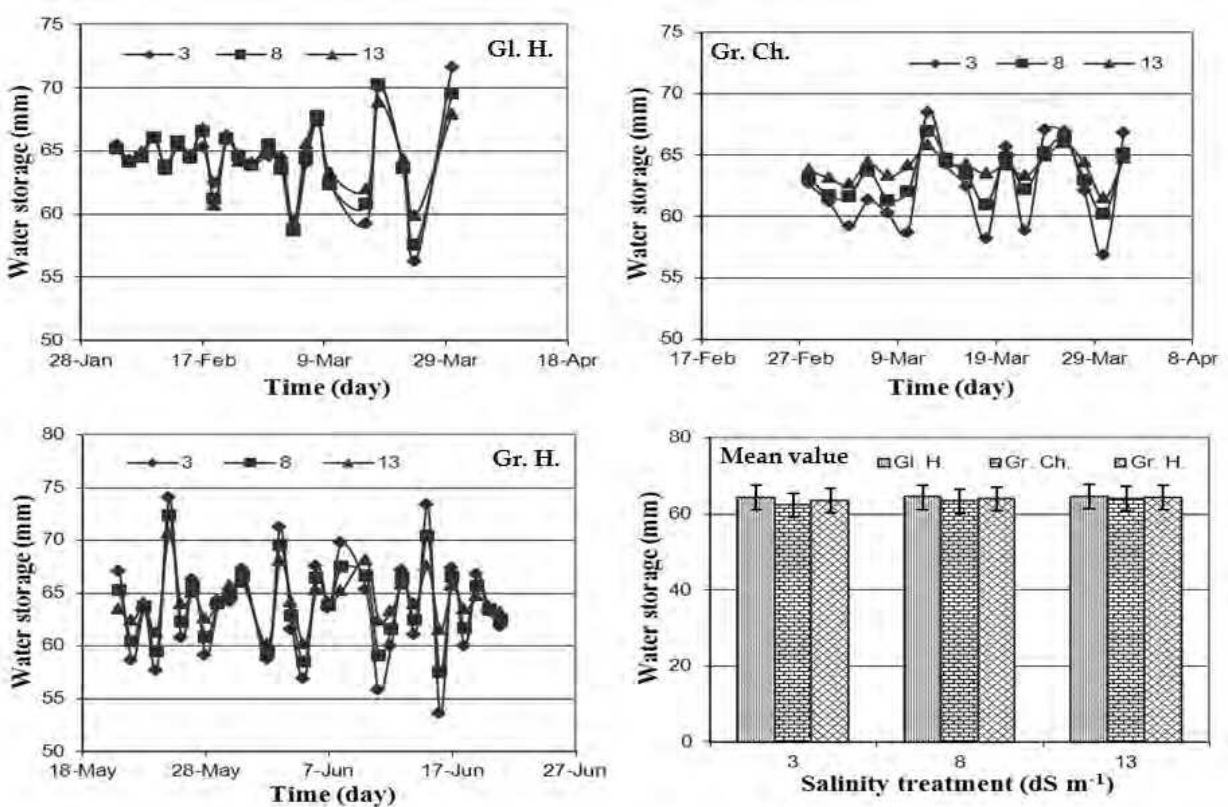 75
70
65
60
55
50
Water storage (mm)
3 8 13
Gl. H.
28-Jan 17-Feb 9-Mar 29-Mar 18-Apr
Time (day)
75
70
65
60
55
50
Water storage (mm)
Gr. Ch.
3 8 13
17-Feb 27-Feb 9-Mar 19-Mar 29-Mar 8-Apr
Time (day)
80
75
70
65
60
55
50
Water storage (mm)
3 8 13
Gr. H.
18-May 28-May 7-Jun 17-Jun 27-Jun
Time (day)
80
60
40
20
0
Water storage (mm)
Mean value Gl. H. Gr. Ch. Gr. H.
3 8 13
Salinity treatment (dS m⁻¹)